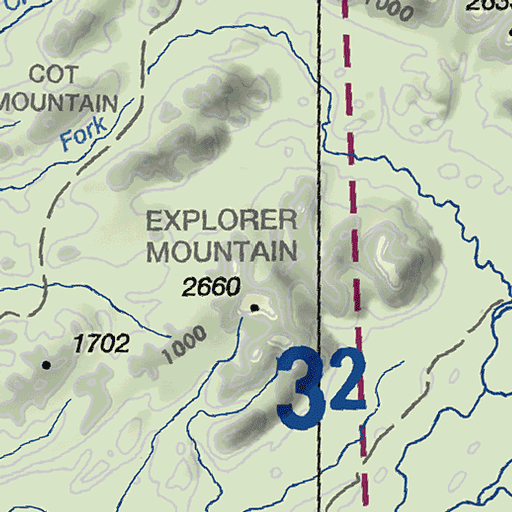 1000
COT
MOUNTAIN
Fork
EXPLORER
MOUNTAIN
2660
1702
1000
32